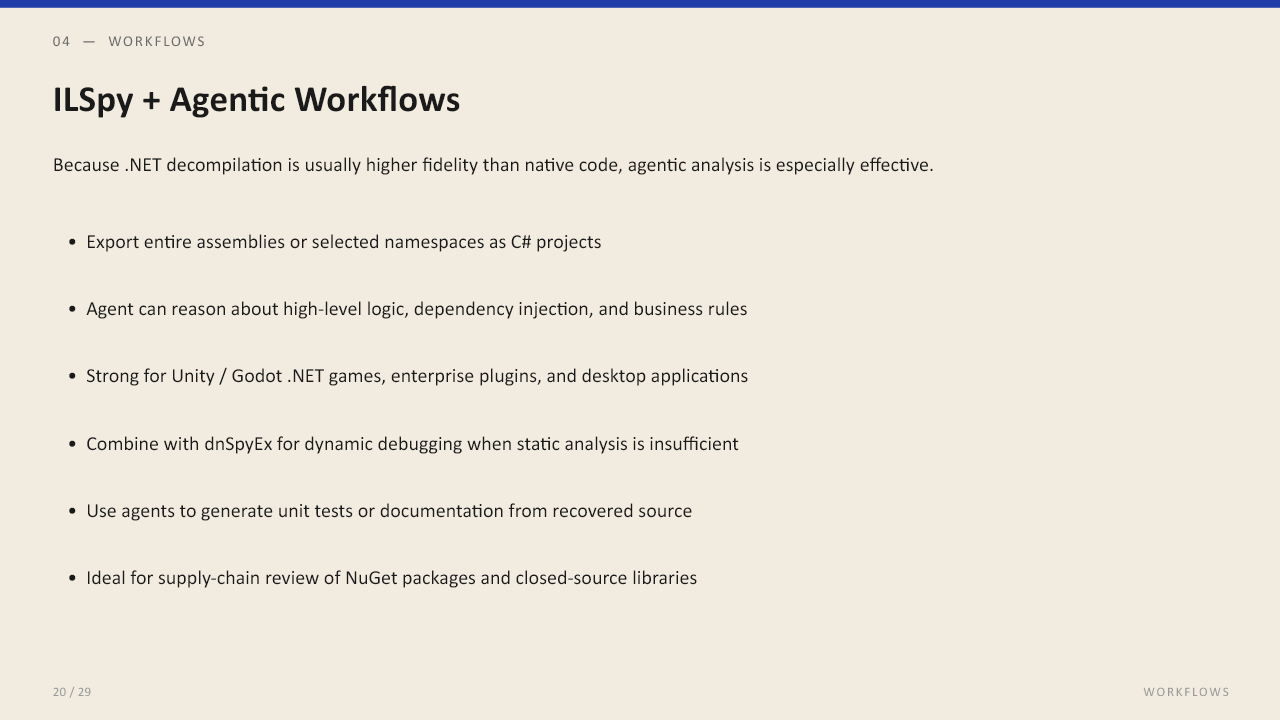 04 — WORKFLOWS
ILSpy + Agentic Workflows
Because .NET decompilation is usually higher fidelity than native code, agentic analysis is especially effective.
• Export entire assemblies or selected namespaces as C# projects
• Agent can reason about high-level logic, dependency injection, and business rules
• Strong for Unity / Godot .NET games, enterprise plugins, and desktop applications
• Combine with dnSpyEx for dynamic debugging when static analysis is insufficient
• Use agents to generate unit tests or documentation from recovered source
• Ideal for supply-chain review of NuGet packages and closed-source libraries
20 / 29
WORKFLOWS